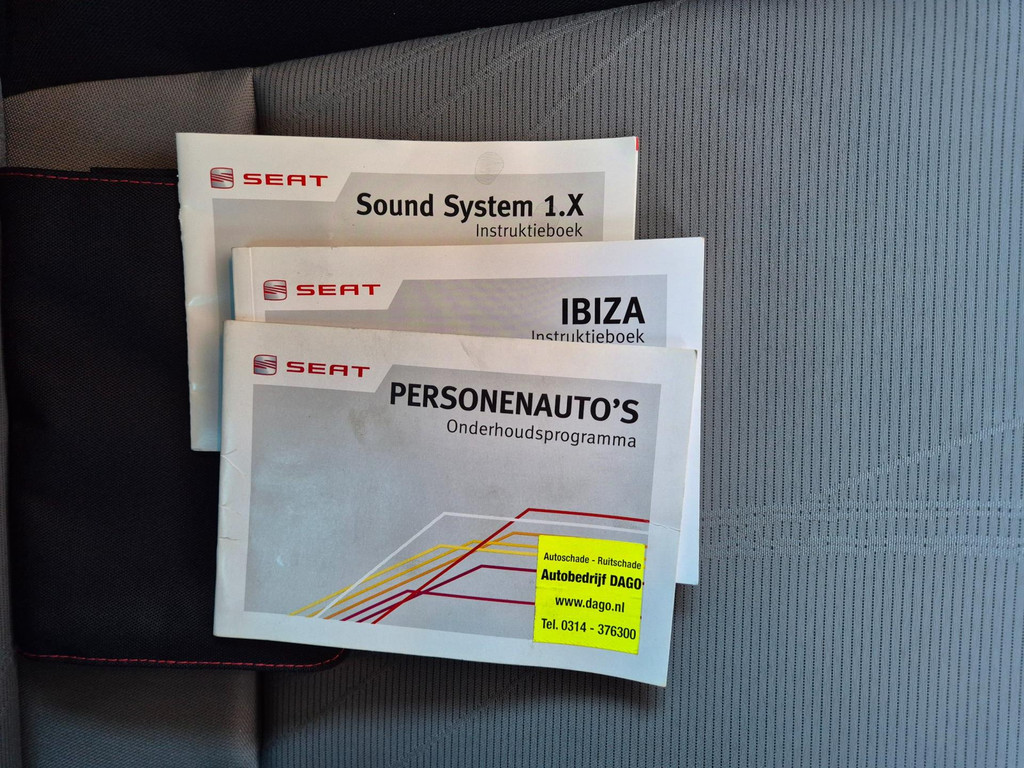 SEAT
Sound System 1.X
Instruktieboek
SEAT
IBIZA
Instruktieboek
SEAT
PERSONENAUTO'S
Onderhoudsprogramma
Autoschade - Ruitschade
Autobedrijf DAGO
www.dago.nl
Tel. 0314 - 376300